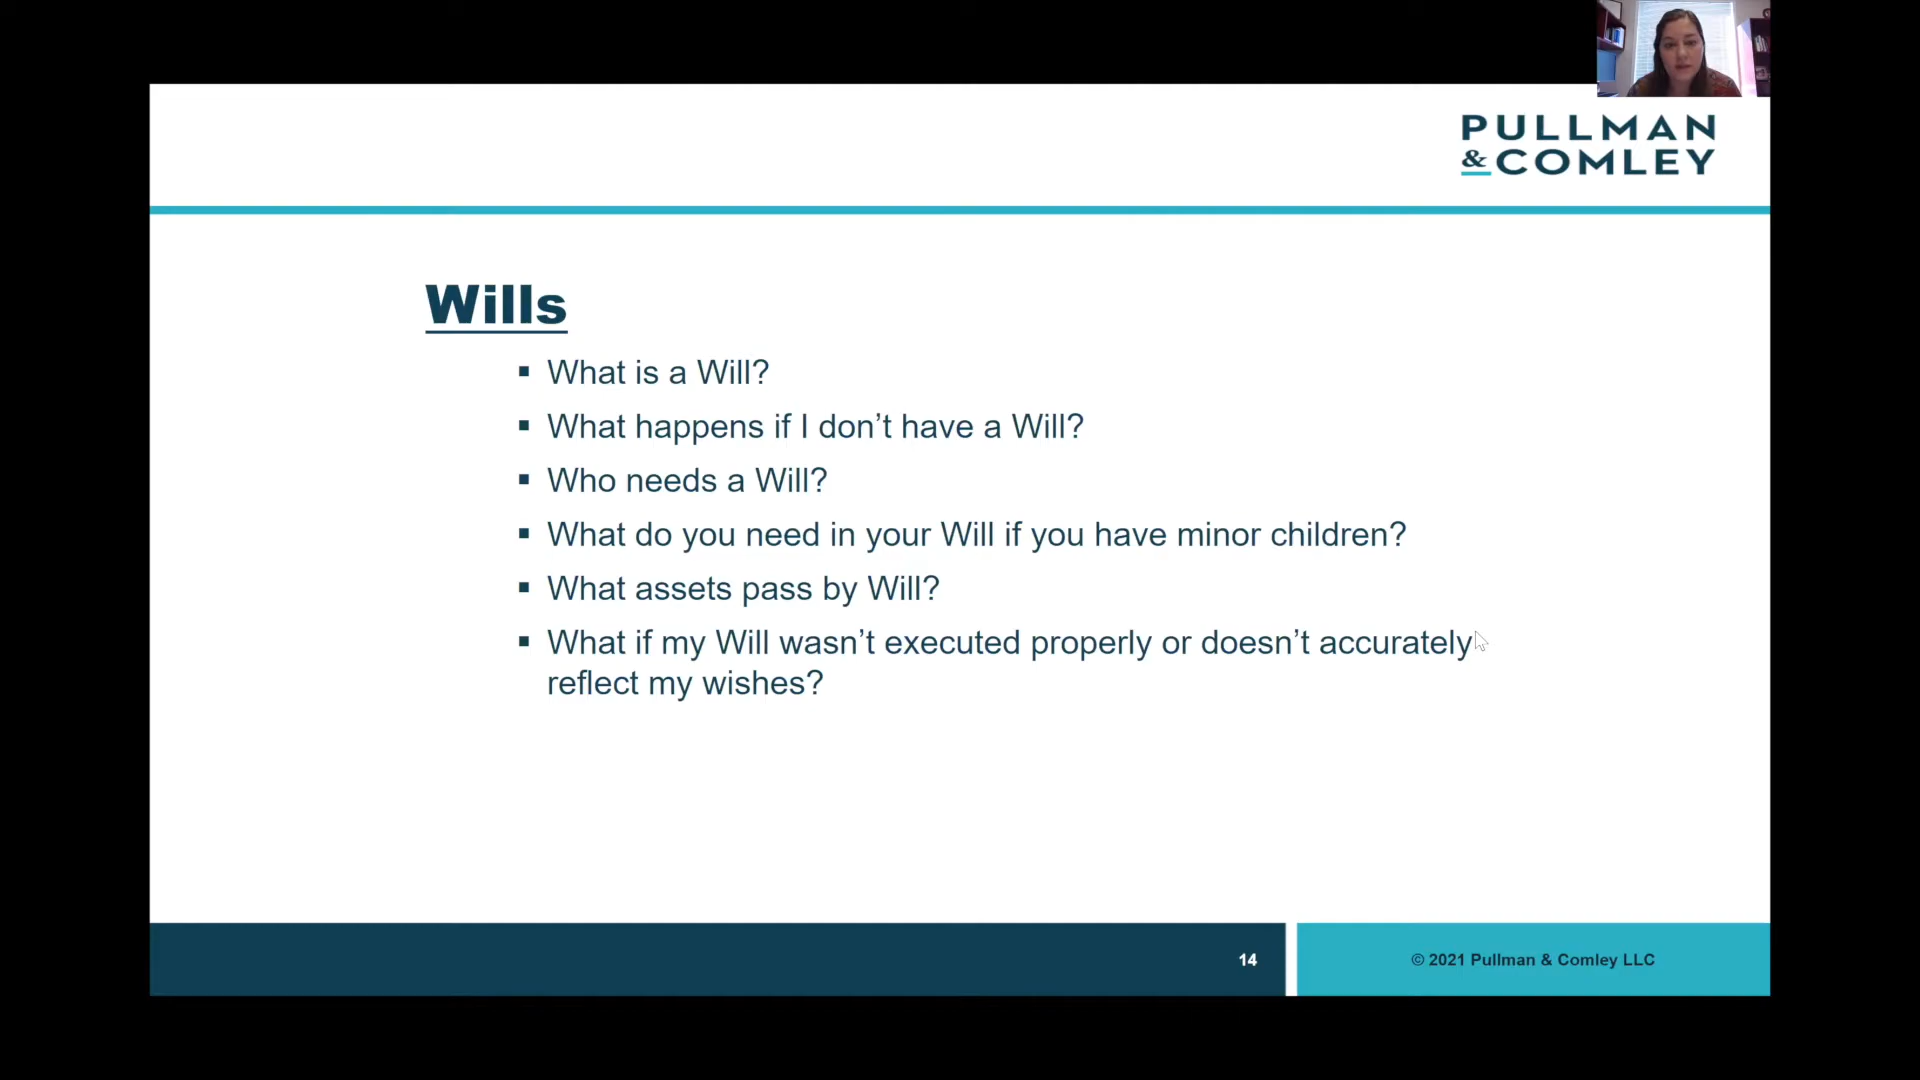 PULLMAN
& COMLEY
Wills
▪ What is a Will?
▪ What happens if I don’t have a Will?
▪ Who needs a Will?
▪ What do you need in your Will if you have minor children?
▪ What assets pass by Will?
▪ What if my Will wasn’t executed properly or doesn’t accurately
reflect my wishes?
14
© 2021 Pullman & Comley LLC